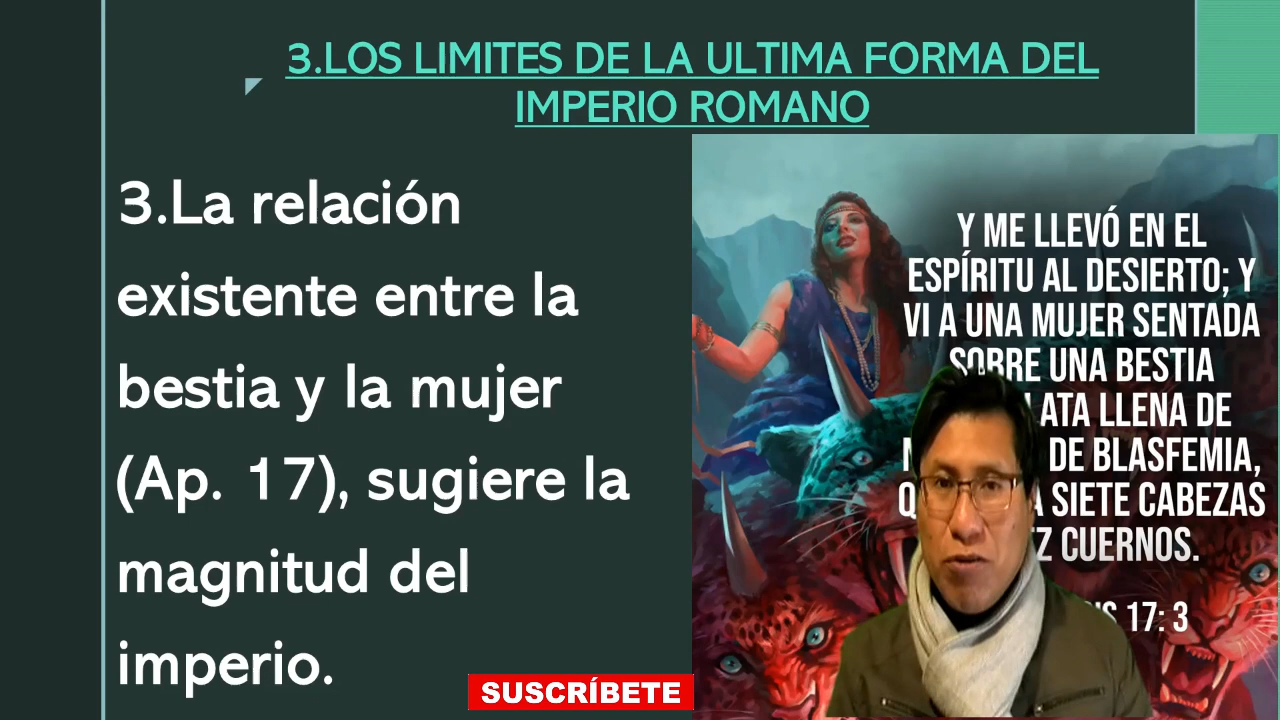 3.LOS LIMITES DE LA ULTIMA FORMA DEL
IMPERIO ROMANO
3.La relación
existente entre la
bestia y la mujer
(Ap. 17), sugiere la
magnitud del
imperio.
Y ME LLEVÓ EN EL
ESPÍRITU AL DESIERTO; Y
VI A UNA MUJER SENTADA
SOBRE UNA BESTIA
LLENA DE
DE BLASFEMIA,
SIETE CABEZAS
CUERNOS.
17: 3
SUSCRÍBETE